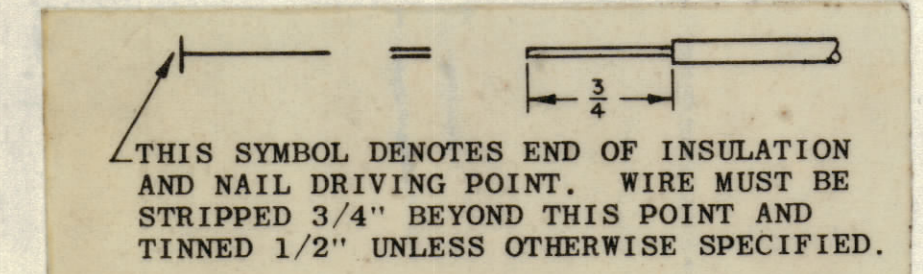 =
3/4
THIS SYMBOL DENOTES END OF INSULATION
AND NAIL DRIVING POINT. WIRE MUST BE
STRIPPED 3/4" BEYOND THIS POINT AND
TINNED 1/2" UNLESS OTHERWISE SPECIFIED.